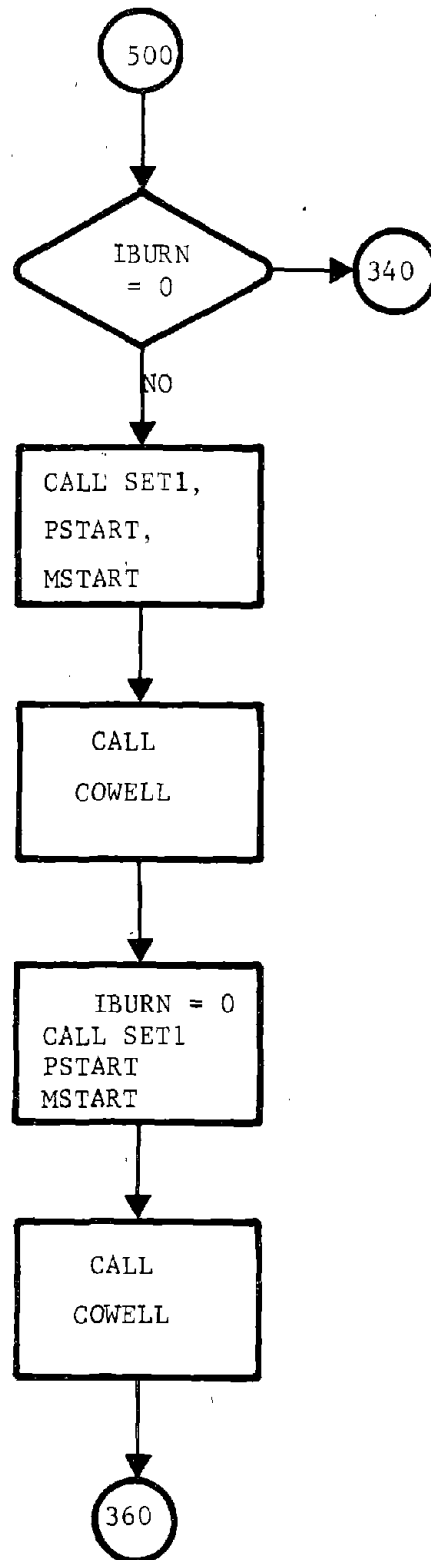 500
IBURN
= 0
340
NO
CALL SET1,
PSTART,
MSTART
CALL
COWELL
IBURN = 0
CALL SET1
PSTART
MSTART
CALL
COWELL
360